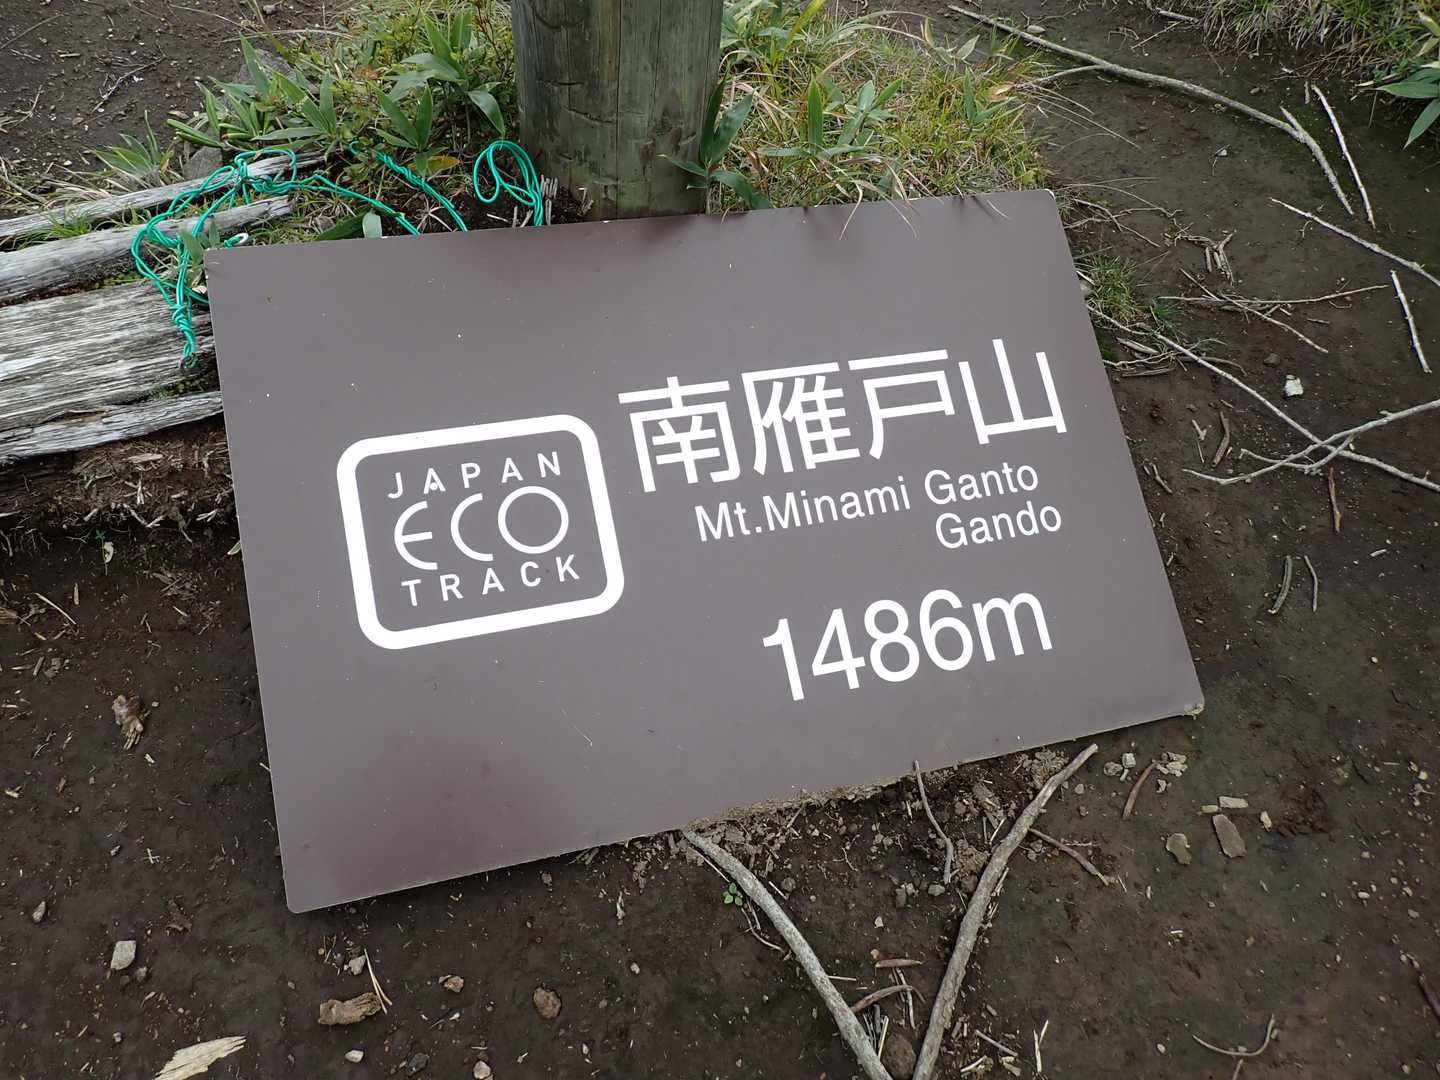 JAPAN
ECO
TRACK
南雁戸山
Mt.Minami Ganto
Gando
1486m